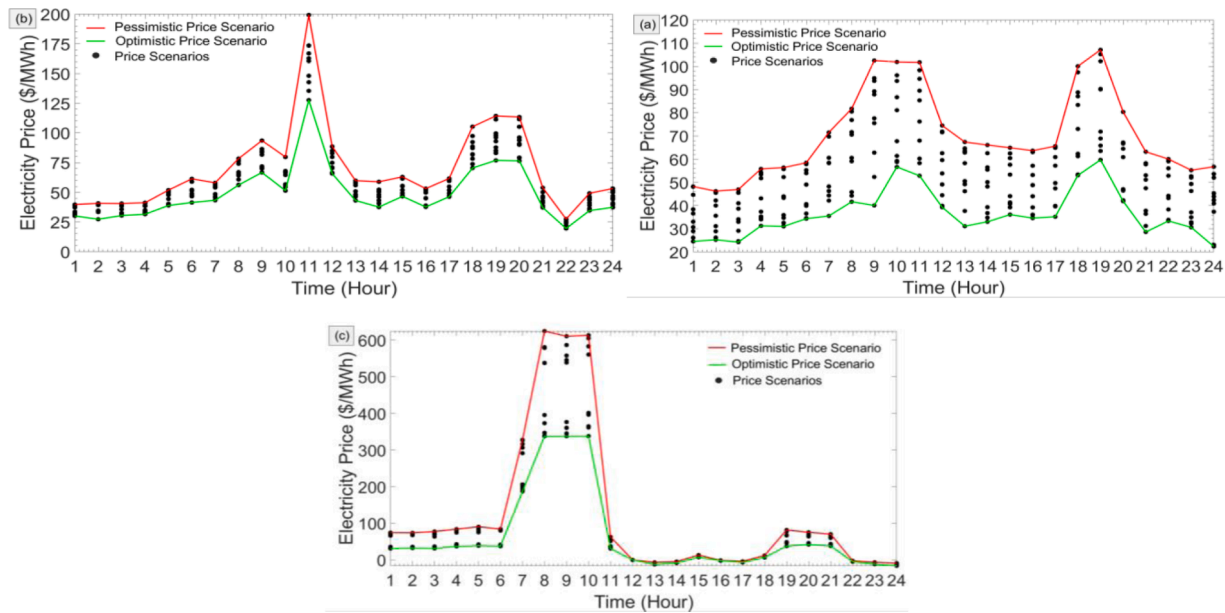 (b)
200
175
150
125
100
75
50
25
0
Electricity Price ($/MWh)
Pessimistic Price Scenario
Optimistic Price Scenario
Price Scenarios
1 2 3 4 5 6 7 8 9 10 11 12 13 14 15 16 17 18 19 20 21 22 23 24
Time (Hour)
(a)
120
110
100
90
80
70
60
50
40
30
20
Electricity Price ($/MWh)
Pessimistic Price Scenario
Optimistic Price Scenario
Price Scenarios
1 2 3 4 5 6 7 8 9 10 11 12 13 14 15 16 17 18 19 20 21 22 23 24
Time (Hour)
(c)
600
500
400
300
200
100
0
Electricity Price ($/MWh)
Pessimistic Price Scenario
Optimistic Price Scenario
Price Scenarios
1 2 3 4 5 6 7 8 9 10 11 12 13 14 15 16 17 18 19 20 21 22 23 24
Time (Hour)